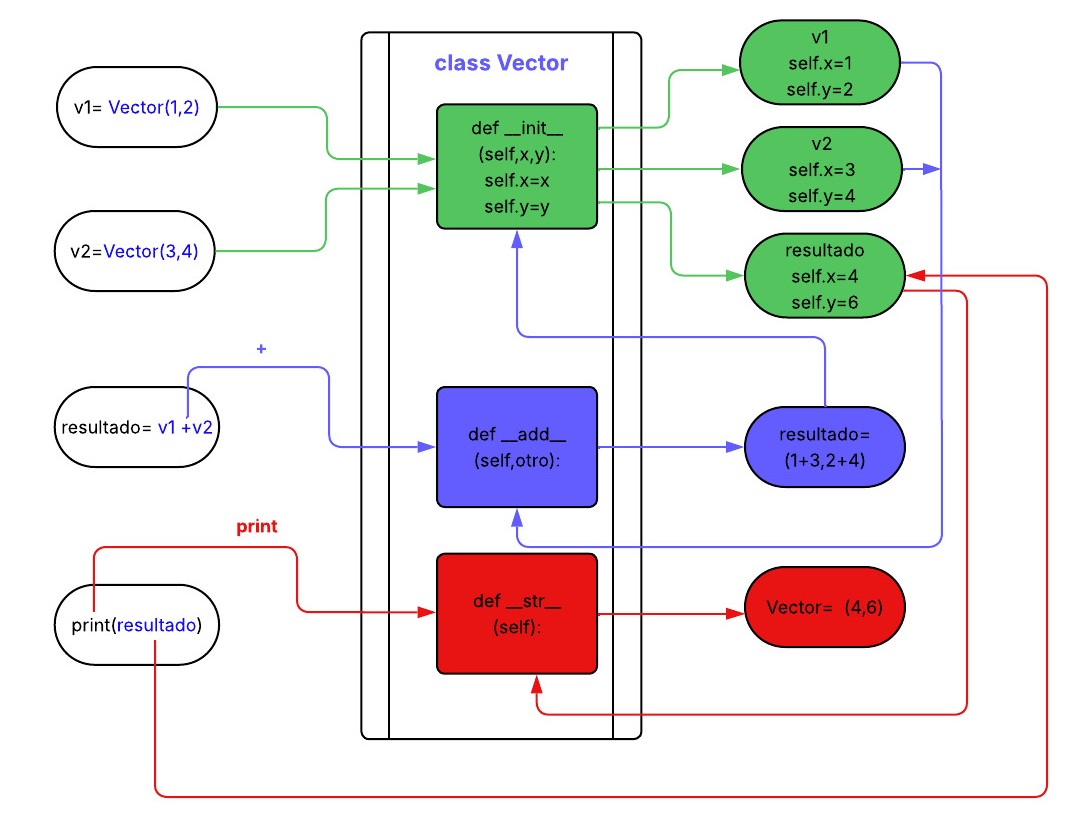 class Vector
v1= Vector(1,2)
v2=Vector(3,4)
+
resultado= v1 +v2
print
print(resultado)
def __init__
(self,x,y):
self.x=x
self.y=y
def __add__
(self,otro):
def __str__
(self):
v1
self.x=1
self.y=2
v2
self.x=3
self.y=4
resultado
self.x=4
self.y=6
resultado=
(1+3,2+4)
Vector= (4,6)